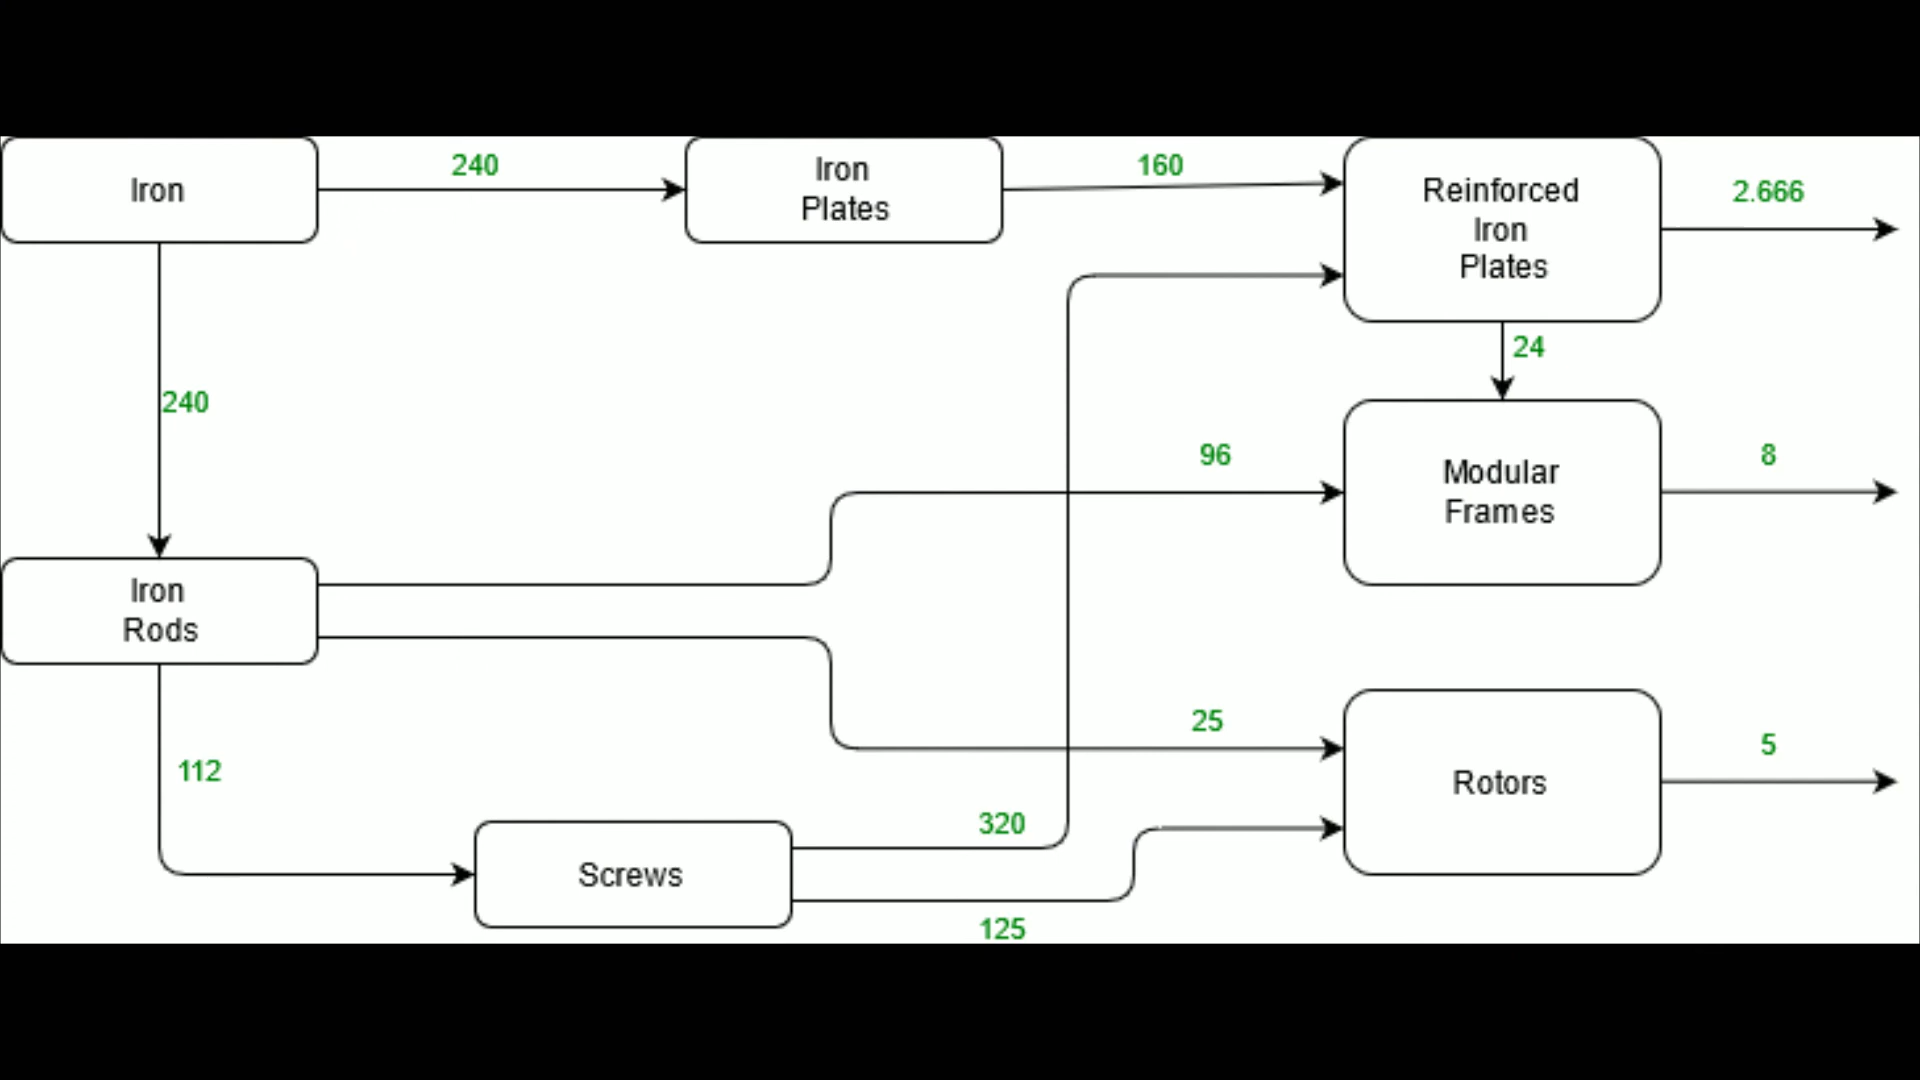 Iron
240
Iron
Plates
160
Reinforced
Iron
Plates
2.666
24
240
96
Modular
Frames
8
Iron
Rods
25
Rotors
5
112
Screws
320
125